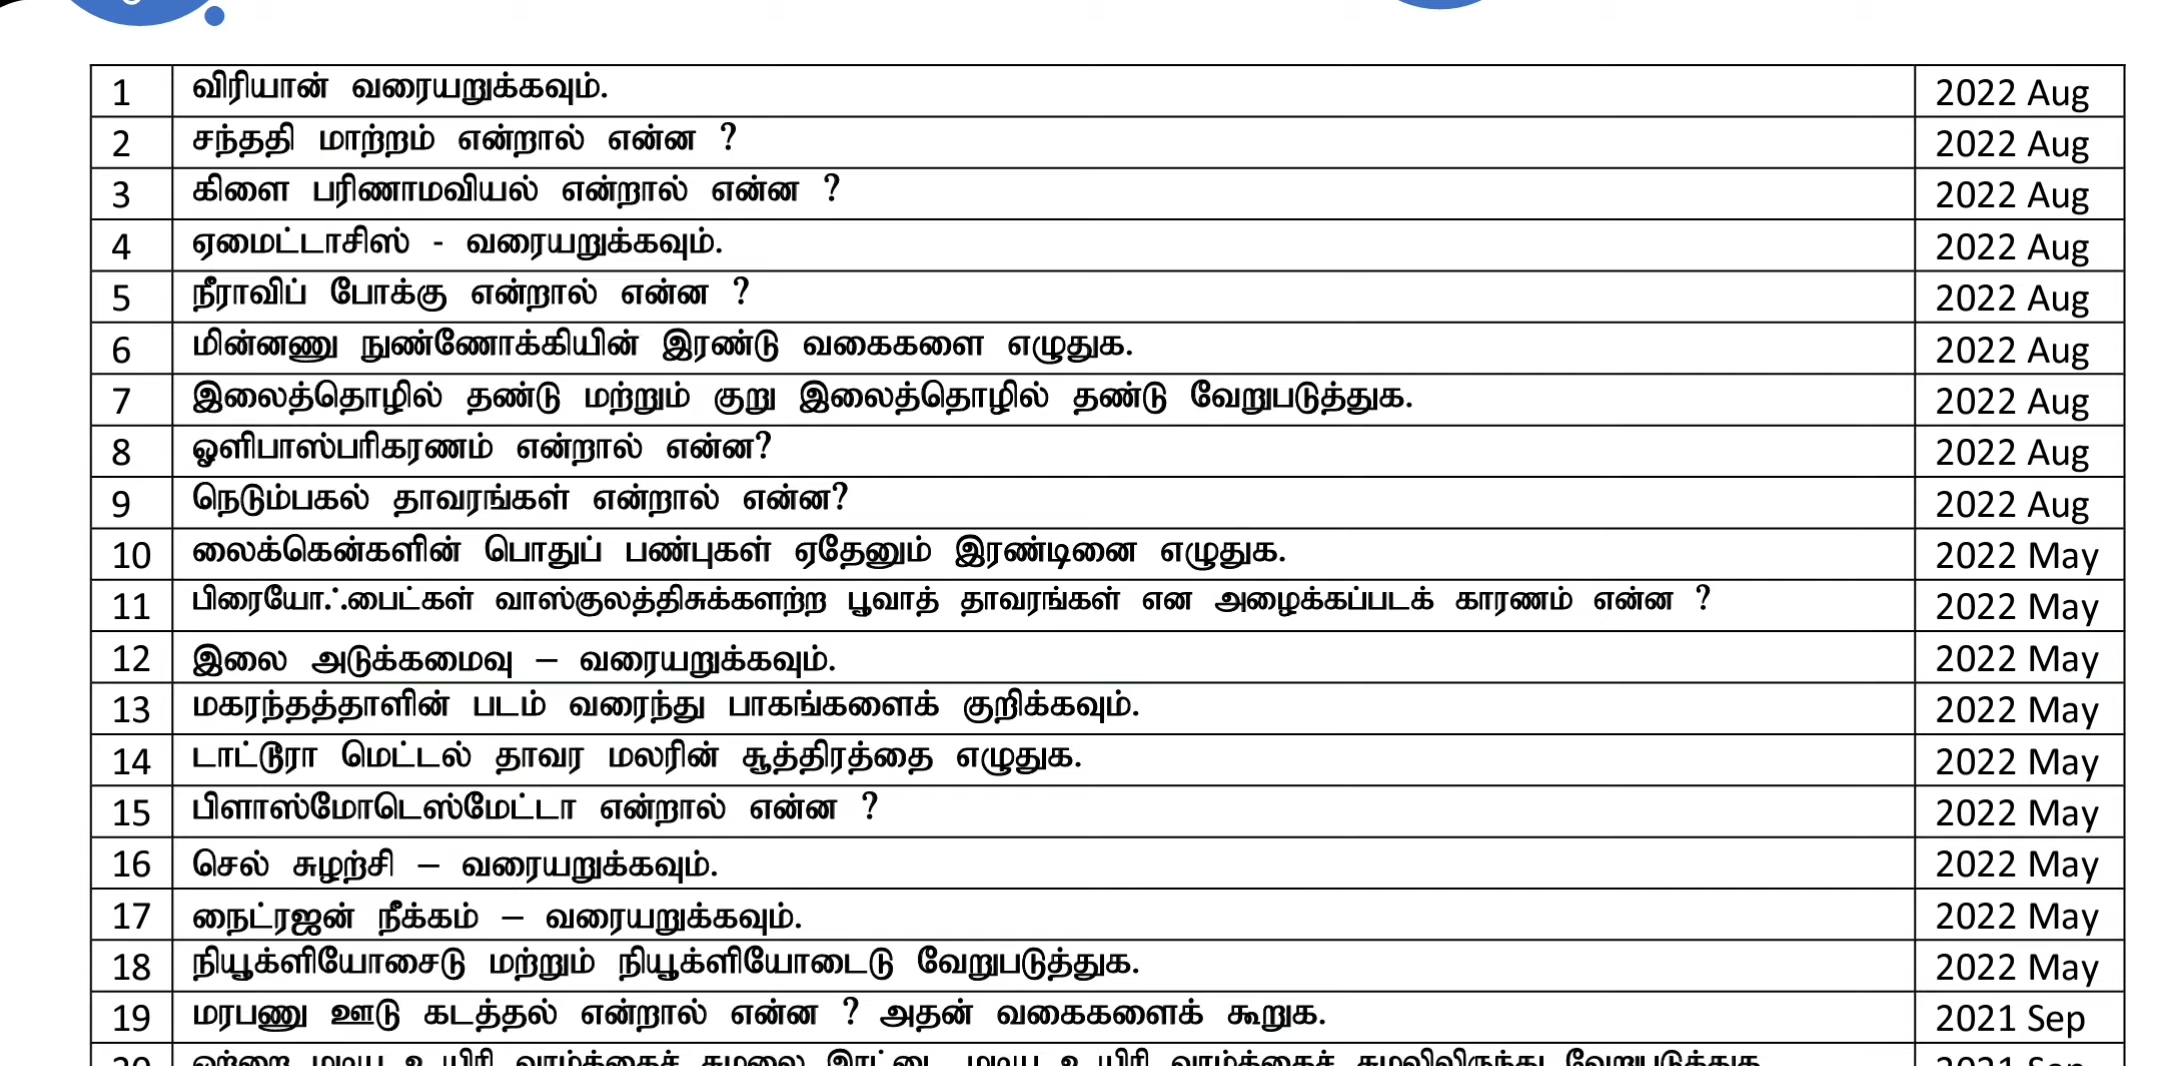 1 விரியான் வரையறுக்கவும். 2022 Aug
2 சந்ததி மாற்றம் என்றால் என்ன ? 2022 Aug
3 கிளை பரிணாமவியல் என்றால் என்ன ? 2022 Aug
4 ஏமைட்டாசிஸ் - வரையறுக்கவும். 2022 Aug
5 நீராவிப் போக்கு என்றால் என்ன ? 2022 Aug
6 மின்னணு நுண்ணோக்கியின் இரண்டு வகைகளை எழுதுக. 2022 Aug
7 இலைத்தொழில் தண்டு மற்றும் குறு இலைத்தொழில் தண்டு வேறுபடுத்துக. 2022 Aug
8 ஒளிபாஸ்பரிகரணம் என்றால் என்ன? 2022 Aug
9 நெடும்பகல் தாவரங்கள் என்றால் என்ன? 2022 Aug
10 லைக்கென்களின் பொதுப் பண்புகள் ஏதேனும் இரண்டினை எழுதுக. 2022 May
11 பிரையோஃபைட்கள் வாஸ்குலத்திசுக்களற்ற பூவாத் தாவரங்கள் என அழைக்கப்படக் காரணம் என்ன ? 2022 May
12 இலை அடுக்கமைவு – வரையறுக்கவும். 2022 May
13 மகரந்தத்தாளின் படம் வரைந்து பாகங்களைக் குறிக்கவும். 2022 May
14 டாட்டூரா மெட்டல் தாவர மலரின் சூத்திரத்தை எழுதுக. 2022 May
15 பிளாஸ்மோடெஸ்மேட்டா என்றால் என்ன ? 2022 May
16 செல் சுழற்சி – வரையறுக்கவும். 2022 May
17 நைட்ரஜன் நீக்கம் – வரையறுக்கவும். 2022 May
18 நியூக்ளியோசைடு மற்றும் நியூக்ளியோடைடு வேறுபடுத்துக. 2022 May
19 மரபணு ஊடு கடத்தல் என்றால் என்ன ? அதன் வகைகளைக் கூறுக. 2021 Sep